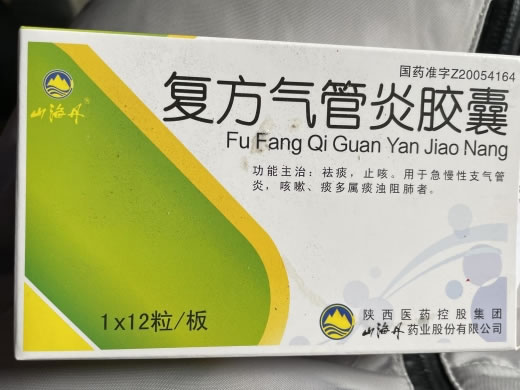 国药准字Z20054164
山海丹
复方气管炎胶囊
Fu Fang Qi Guan Yan Jiao Nang
功能主治：祛痰，止咳。用于急慢性支气管
炎，咳嗽、痰多属痰浊阻肺者。
1x12粒/板
陕西医药控股集团
山海丹药业股份有限公司